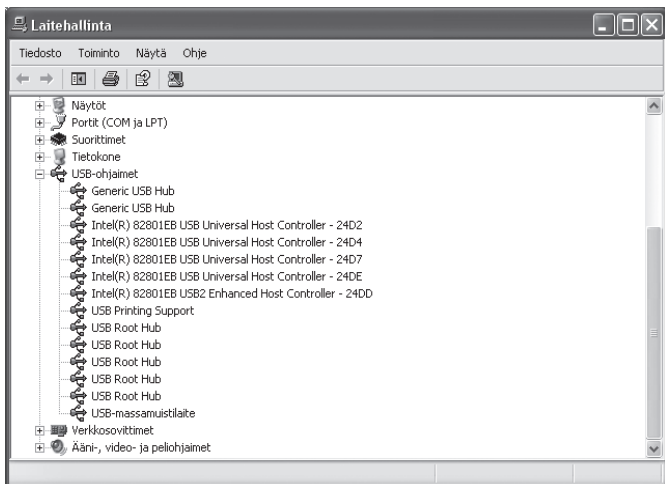 Laitehallinta
Tiedosto Toiminto Näytä Ohje
Näytöt
Portit (COM ja LPT)
Suorittimet
Tietokone
USB-ohjaimet
Generic USB Hub
Generic USB Hub
Intel(R) 82801EB USB Universal Host Controller - 24D2
Intel(R) 82801EB USB Universal Host Controller - 24D4
Intel(R) 82801EB USB Universal Host Controller - 24D7
Intel(R) 82801EB USB Universal Host Controller - 24DE
Intel(R) 82801EB USB2 Enhanced Host Controller - 24DD
USB Printing Support
USB Root Hub
USB Root Hub
USB Root Hub
USB Root Hub
USB Root Hub
USB-massamuistilaite
Verkkosovittimet
Ääni-, video- ja peliohjaimet